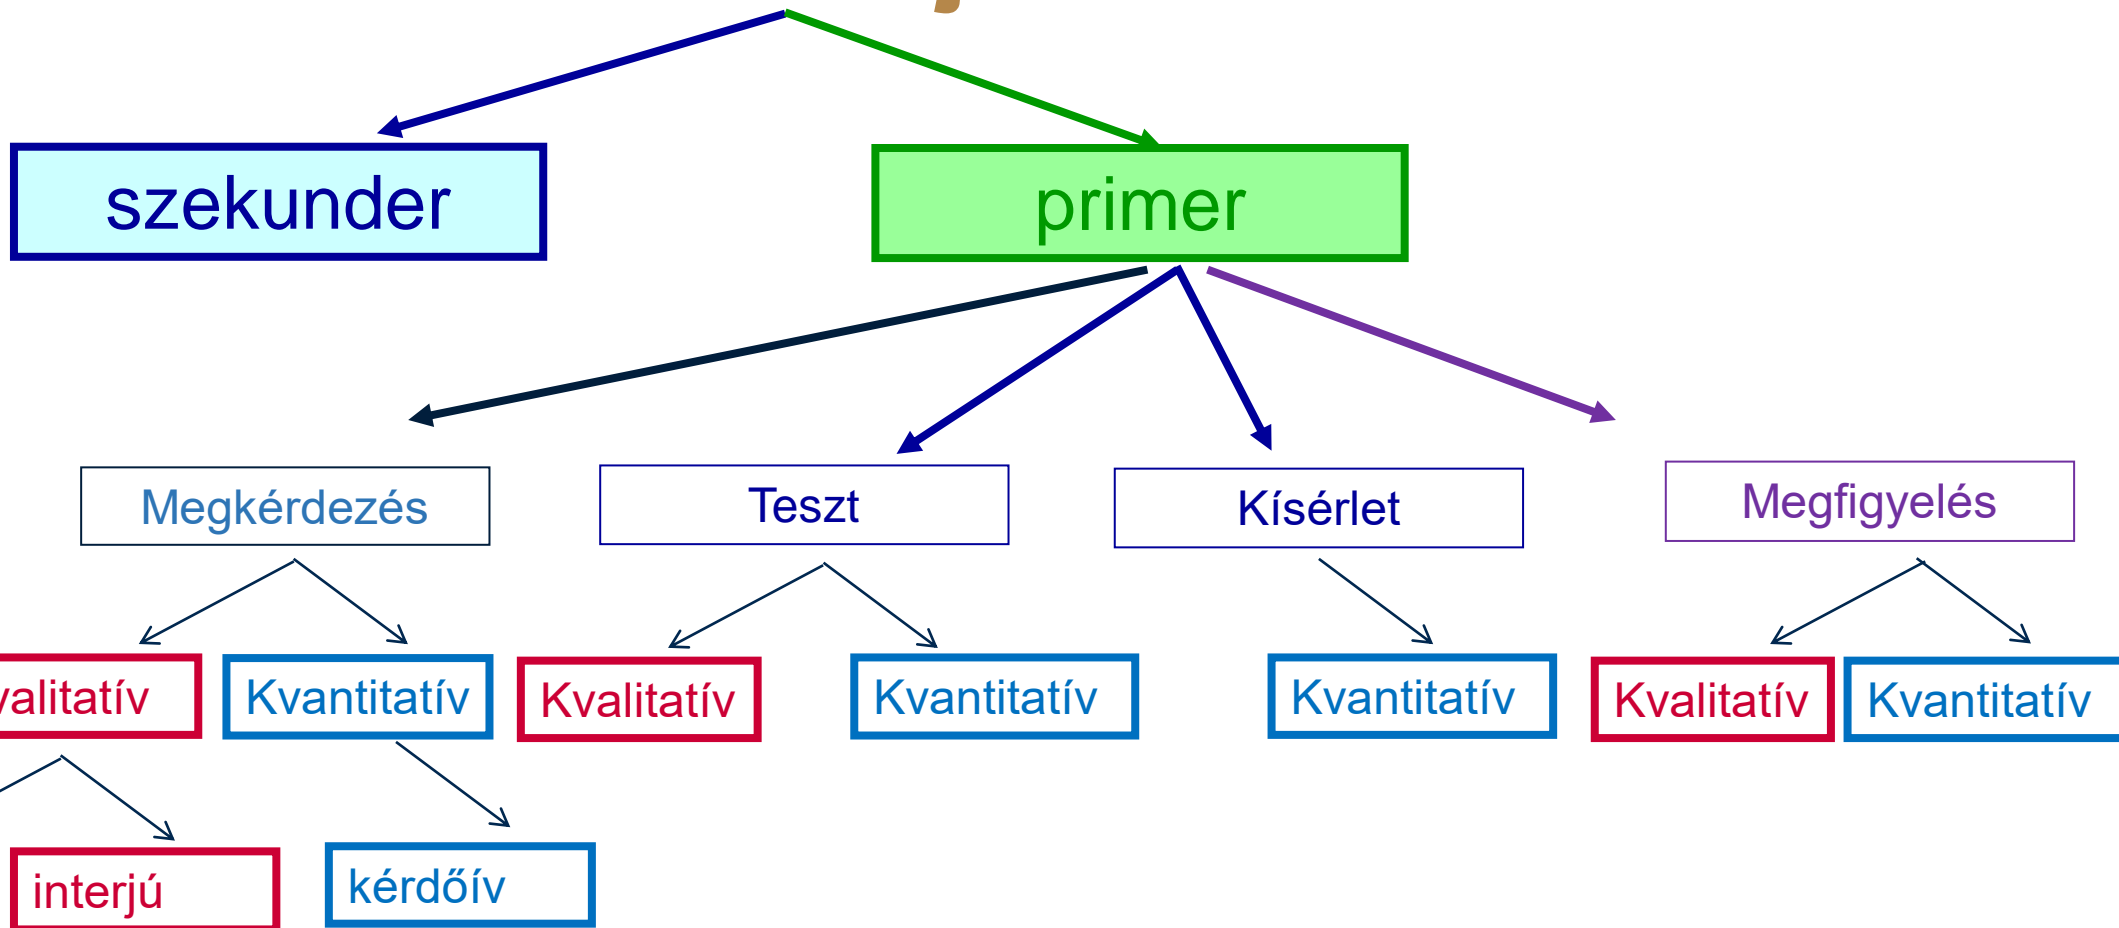 szekunder
primer
Megkérdezés
Teszt
Kísérlet
Megfigyelés
valitatív
Kvantitatív
Kvalitatív
Kvantitatív
Kvantitatív
Kvalitatív
Kvantitatív
interjú
kérdőív